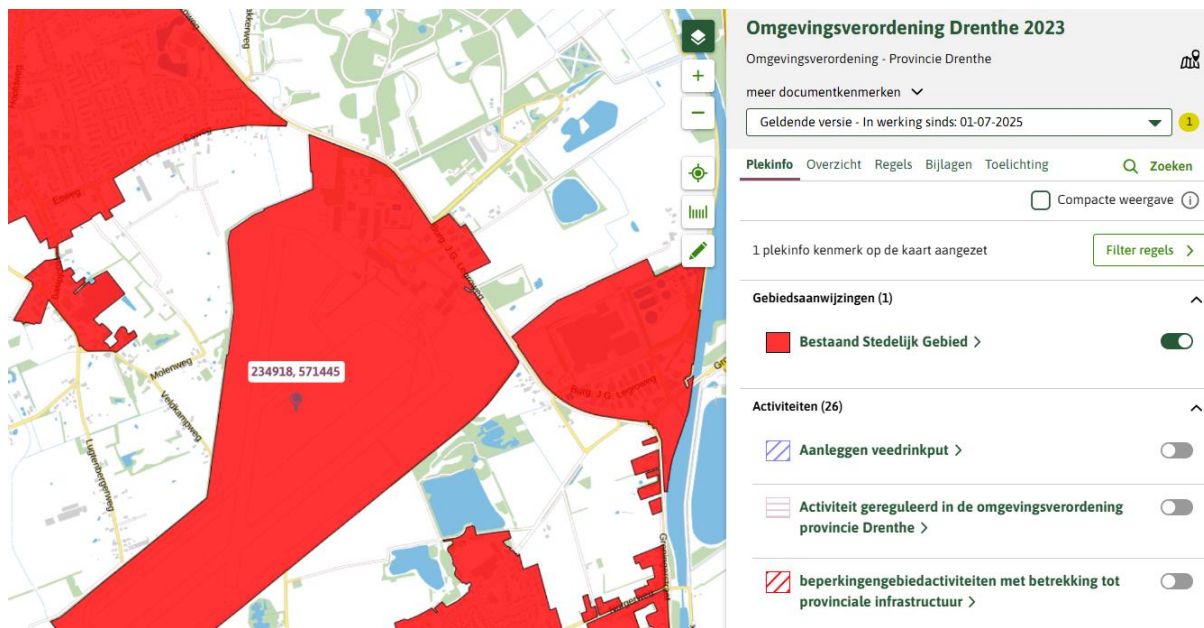 Omgevingsverordening Drenthe 2023
Omgevingsverordening - Provincie Drenthe
meer documentkenmerken
Geldende versie - In werking sinds: 01-07-2025
1
Plekinfo Overzicht Regels Bijlagen Toelichting Zoeken
Compacte weergave
1 plekinfo kenmerk op de kaart aangezet
Filter regels
Gebiedsaanwijzingen (1)
Bestaand Stedelijk Gebied
Activiteiten (26)
Aanleggen veedrinkput
Activiteit gereguleerd in de omgevingsverordening
provincie Drenthe
beperkingengebiedactiviteiten met betrekking tot
provinciale infrastructuur
Esweg
Esweg
Burg. J.G. Legroweg
Burg. J.G. Legroweg
234918, 571445
Molenweg
Veldkampweg
Lugtenbergerweg